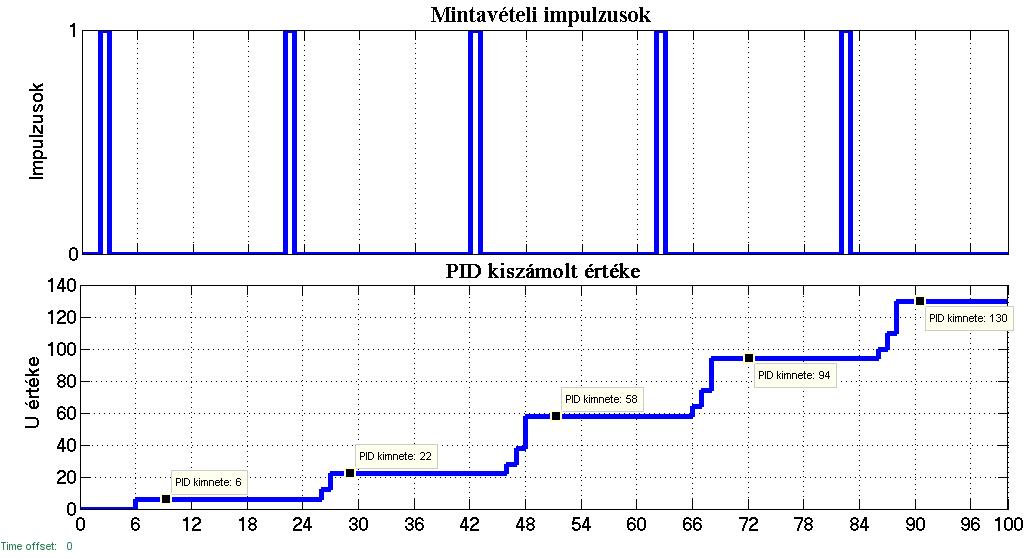 Mintavételi impulzusok
1
Impulzusok
0
PID kiszámolt értéke
140
120
100
80
60
40
20
0
U értéke
PID kimnete: 6
PID kimnete: 22
PID kimnete: 58
PID kimnete: 94
PID kimnete: 130
0 6 12 18 24 30 36 42 48 54 60 66 72 78 84 90 96 100
Time offset: 0